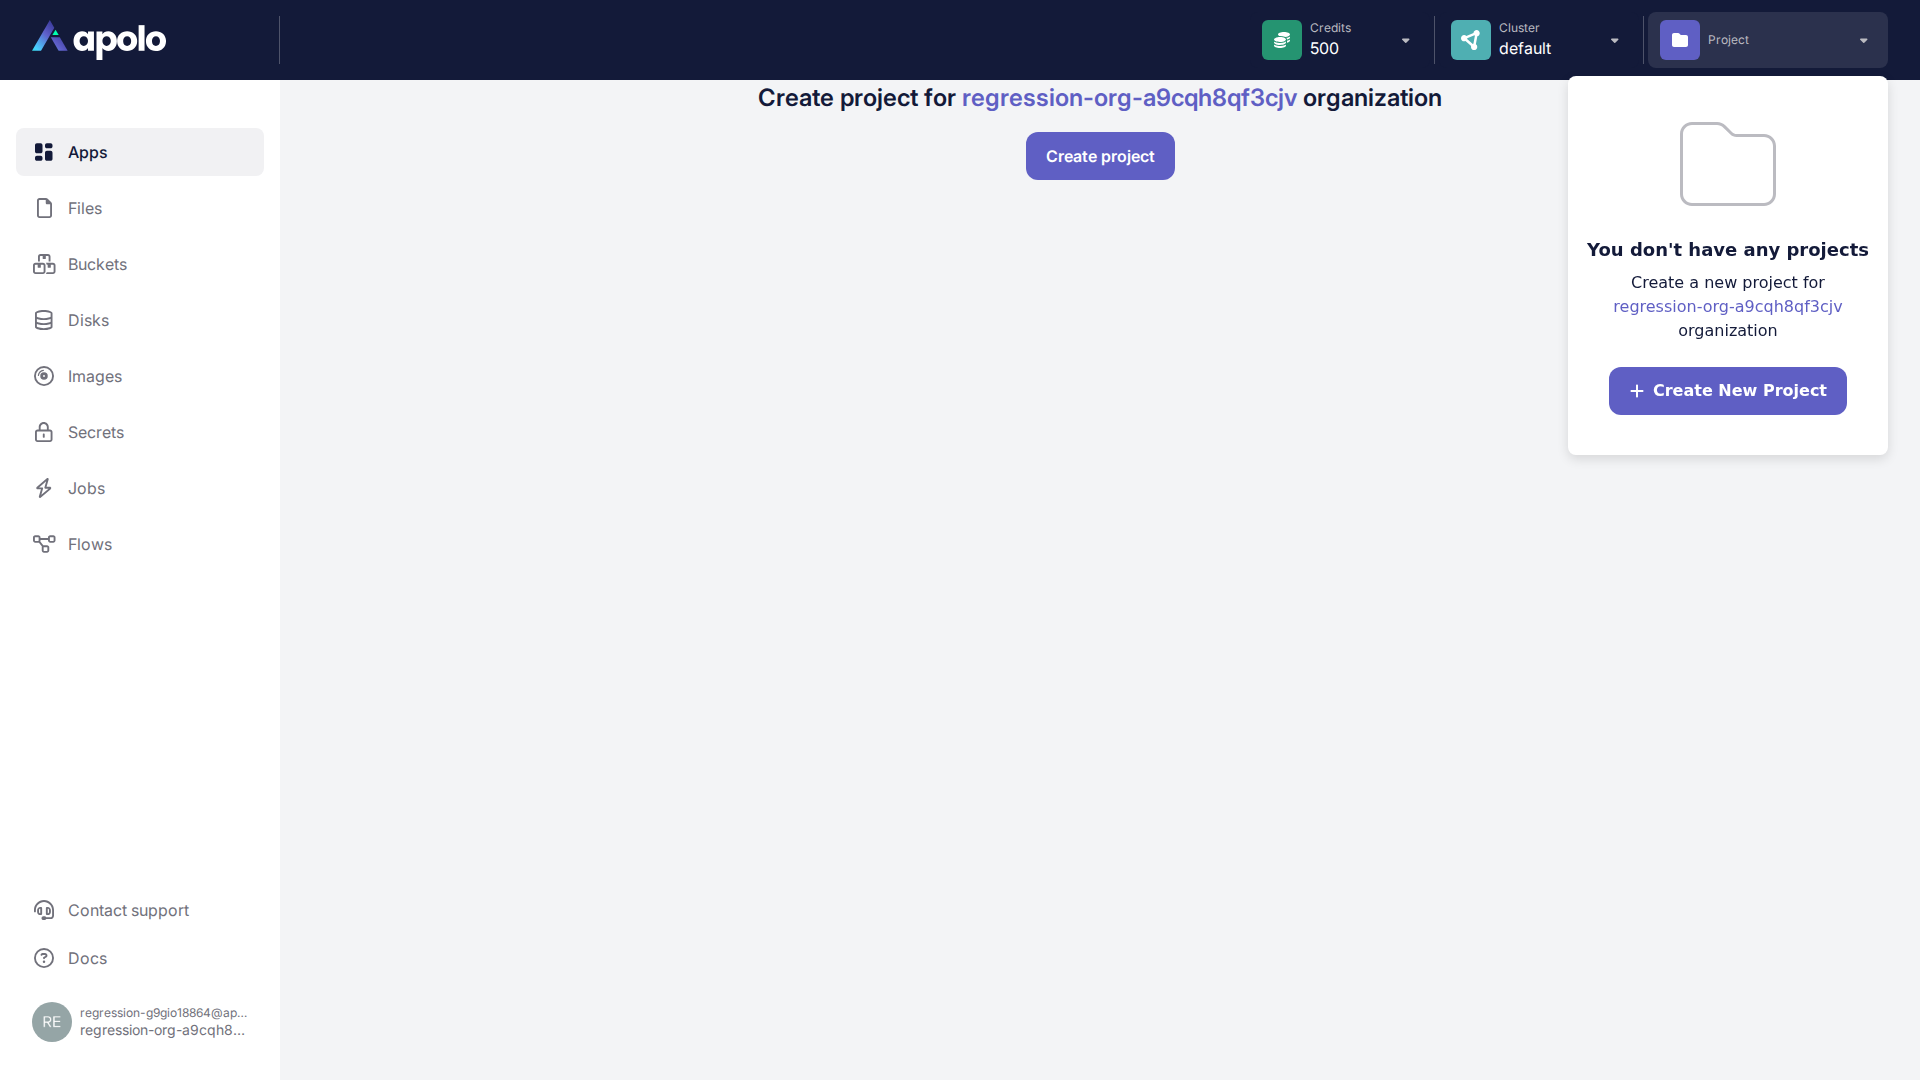 apolo
Credits
500
Cluster
default
Project
Apps
Files
Buckets
Disks
Images
Secrets
Jobs
Flows
Contact support
Docs
RE
regression-g9gio18864@ap...
regression-org-a9cqh8...
Create project for regression-org-a9cqh8qf3cjv organization
Create project
You don't have any projects
Create a new project for
regression-org-a9cqh8qf3cjv
organization
Create New Project